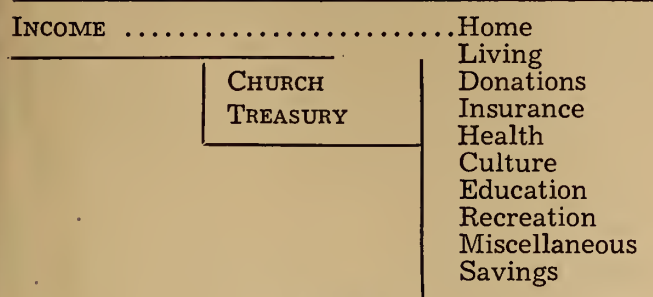 INCOME ..........................Home
Living
CHURCH Donations
TREASURY Insurance
Health
Culture
Education
Recreation
Miscellaneous
Savings